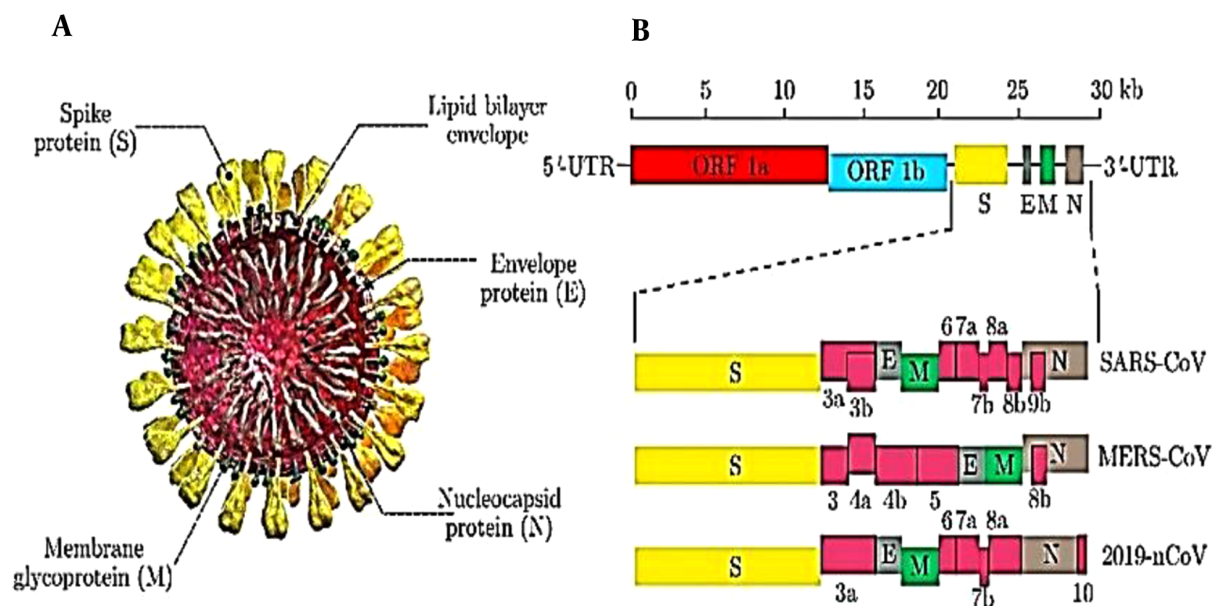 A
Spike
protein (S)
Lipid bilayer
envelope
Envelope
protein (E)
Nucleocapsid
protein (N)
Membrane
glycoprotein (M)
B
0 5 10 15 20 25 30 kb
5'-UTR ORF 1a ORF 1b 3'-UTR
S E M N
6 7a 8a
S E M N SARS-CoV
3a 3b 7b 8b 9b
S E M N MERS-CoV
3 4a 4b 5 8b
6 7a 8a
S E M N 2019-nCoV
3a 7b 10